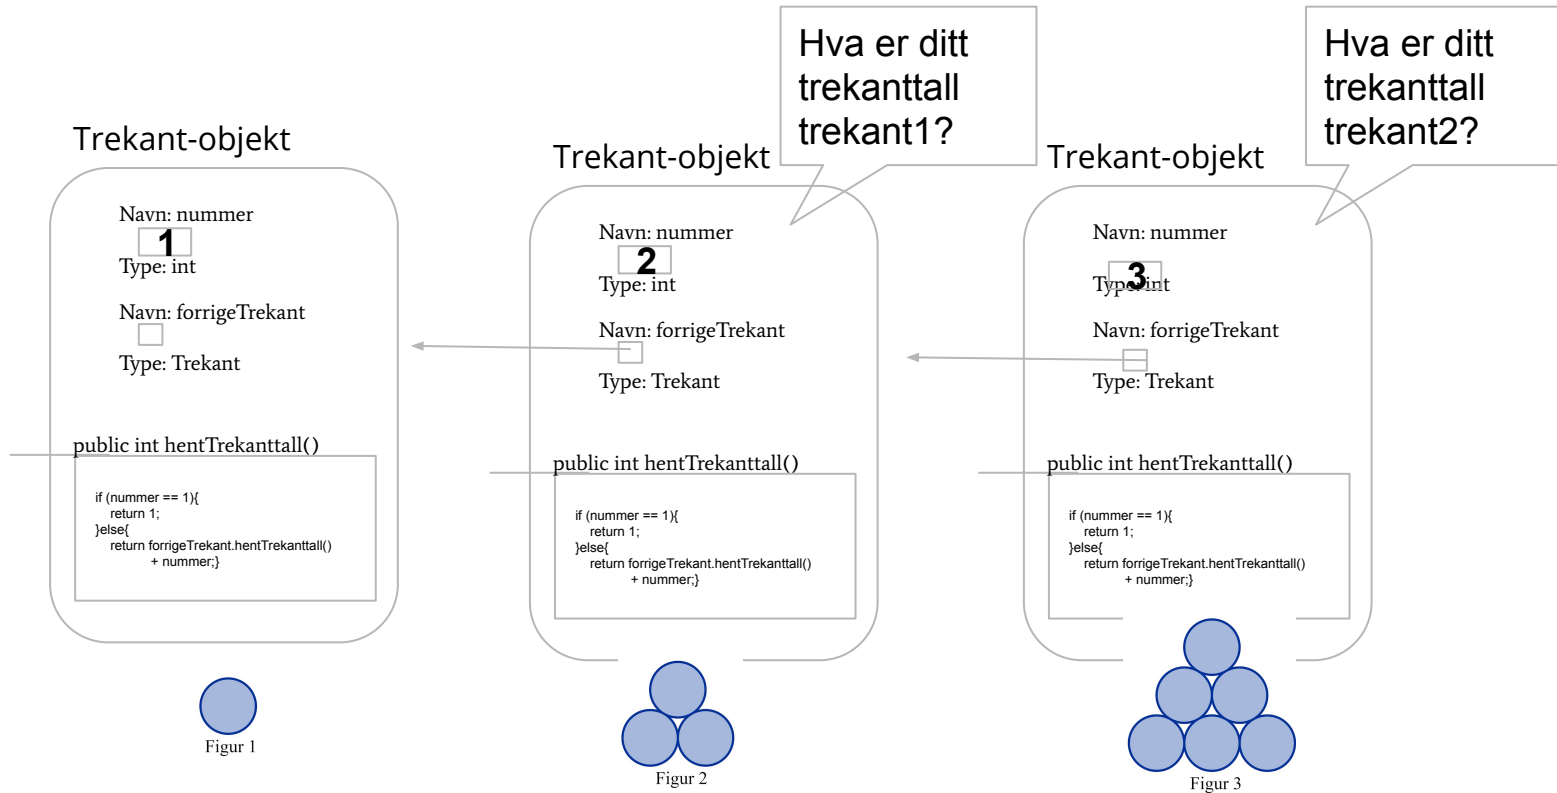 Hva er ditt
trekanttall
trekant1?
Hva er ditt
trekanttall
trekant2?
Trekant-objekt
Navn: nummer
1
Type: int
Navn: forrigeTrekant
Type: Trekant
public int hentTrekanttall()
if (nummer == 1){
return 1;
}else{
return forrigeTrekant.hentTrekanttall()
+ nummer;}
Figur 1
Trekant-objekt
Navn: nummer
2
Type: int
Navn: forrigeTrekant
Type: Trekant
public int hentTrekanttall()
if (nummer == 1){
return 1;
}else{
return forrigeTrekant.hentTrekanttall()
+ nummer;}
Figur 2
Trekant-objekt
Navn: nummer
3
Type: int
Navn: forrigeTrekant
Type: Trekant
public int hentTrekanttall()
if (nummer == 1){
return 1;
}else{
return forrigeTrekant.hentTrekanttall()
+ nummer;}
Figur 3